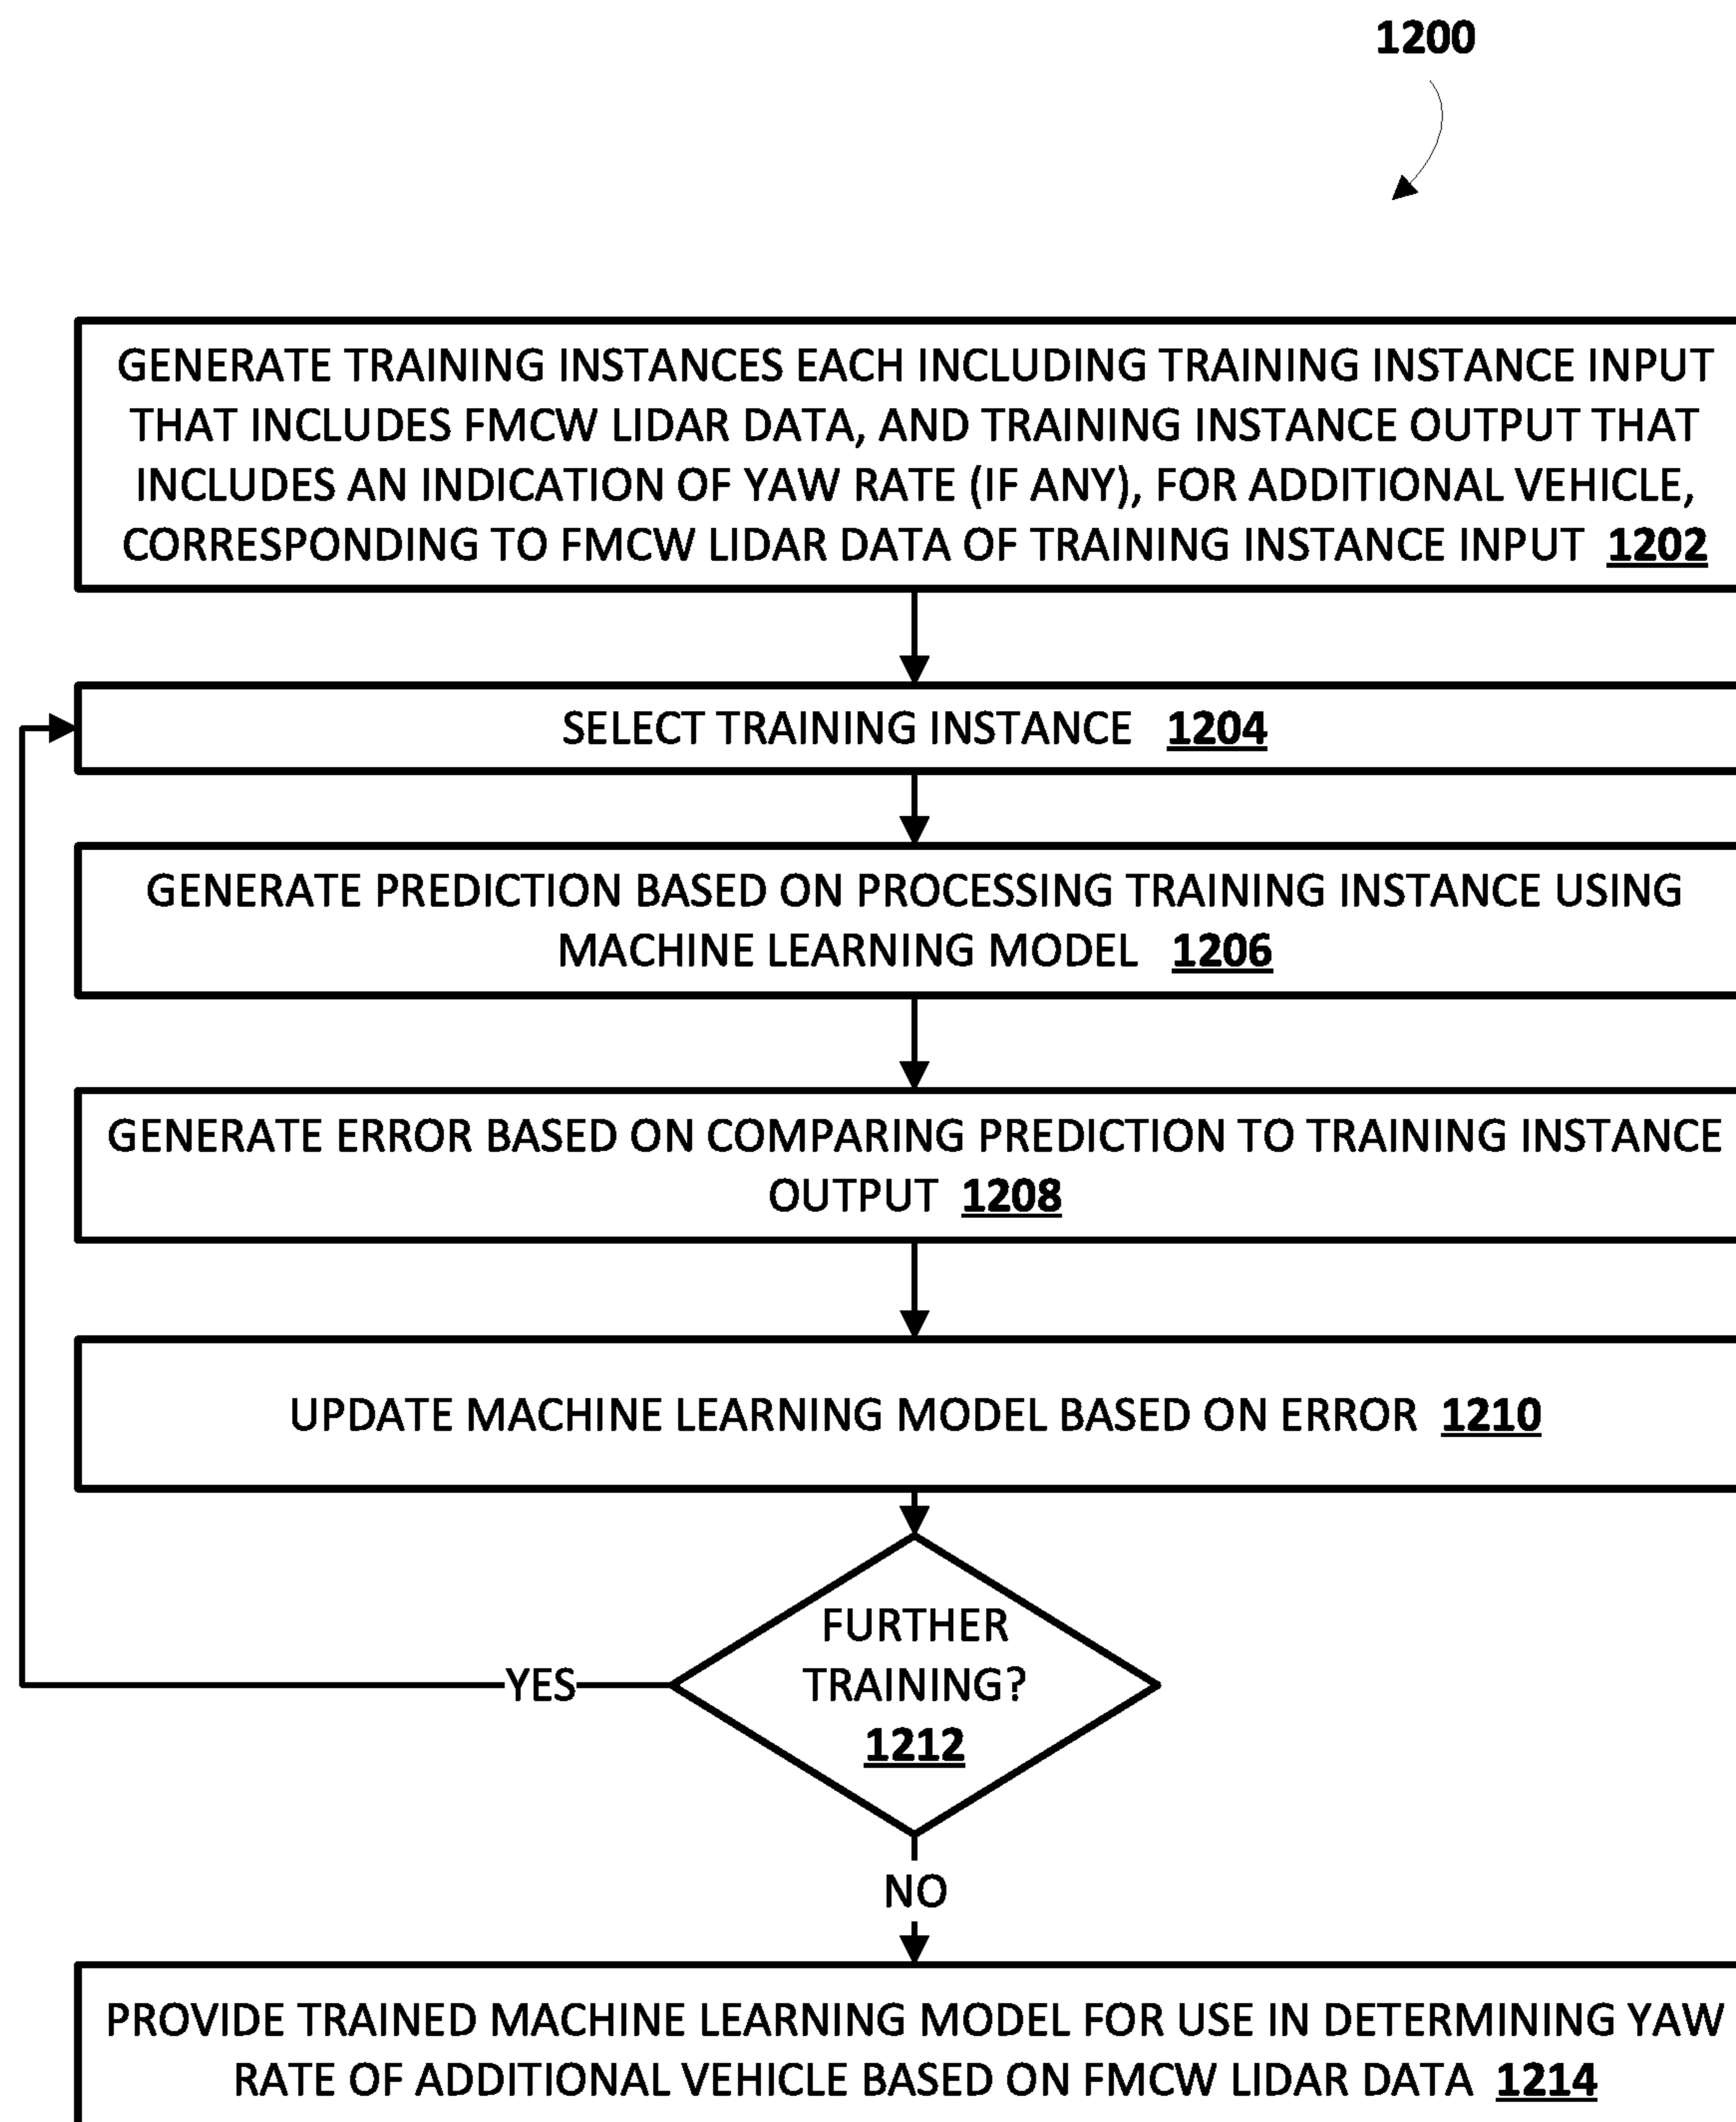 1200
GENERATE TRAINING INSTANCES EACH INCLUDING TRAINING INSTANCE INPUT
THAT INCLUDES FMCW LIDAR DATA, AND TRAINING INSTANCE OUTPUT THAT
INCLUDES AN INDICATION OF YAW RATE (IF ANY), FOR ADDITIONAL VEHICLE,
CORRESPONDING TO FMCW LIDAR DATA OF TRAINING INSTANCE INPUT 1202
SELECT TRAINING INSTANCE 1204
GENERATE PREDICTION BASED ON PROCESSING TRAINING INSTANCE USING
MACHINE LEARNING MODEL 1206
GENERATE ERROR BASED ON COMPARING PREDICTION TO TRAINING INSTANCE
OUTPUT 1208
UPDATE MACHINE LEARNING MODEL BASED ON ERROR 1210
FURTHER
TRAINING?
1212
YES
NO
PROVIDE TRAINED MACHINE LEARNING MODEL FOR USE IN DETERMINING YAW
RATE OF ADDITIONAL VEHICLE BASED ON FMCW LIDAR DATA 1214